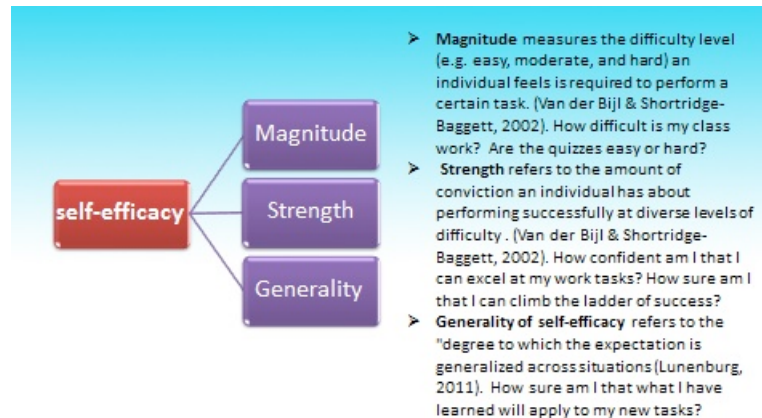 self-efficacy
Magnitude
Strength
Generality
➢ Magnitude measures the difficulty level
(e.g. easy, moderate, and hard) an
individual feels is required to perform a
certain task. (Van der Bijl & Shortridge-
Baggett, 2002). How difficult is my class
work? Are the quizzes easy or hard?
➢ Strength refers to the amount of
conviction an individual has about
performing successfully at diverse levels of
difficulty . (Van der Bijl & Shortridge-
Baggett, 2002). How confident am I that I
can excel at my work tasks? How sure am I
that I can climb the ladder of success?
➢ Generality of self-efficacy refers to the
"degree to which the expectation is
generalized across situations (Lunenburg,
2011). How sure am I that what I have
learned will apply to my new tasks?